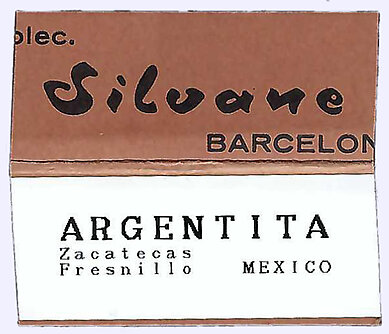 olec.
Silvane
BARCELON
ARGENTITA
Zacatecas
Fresnillo MEXICO